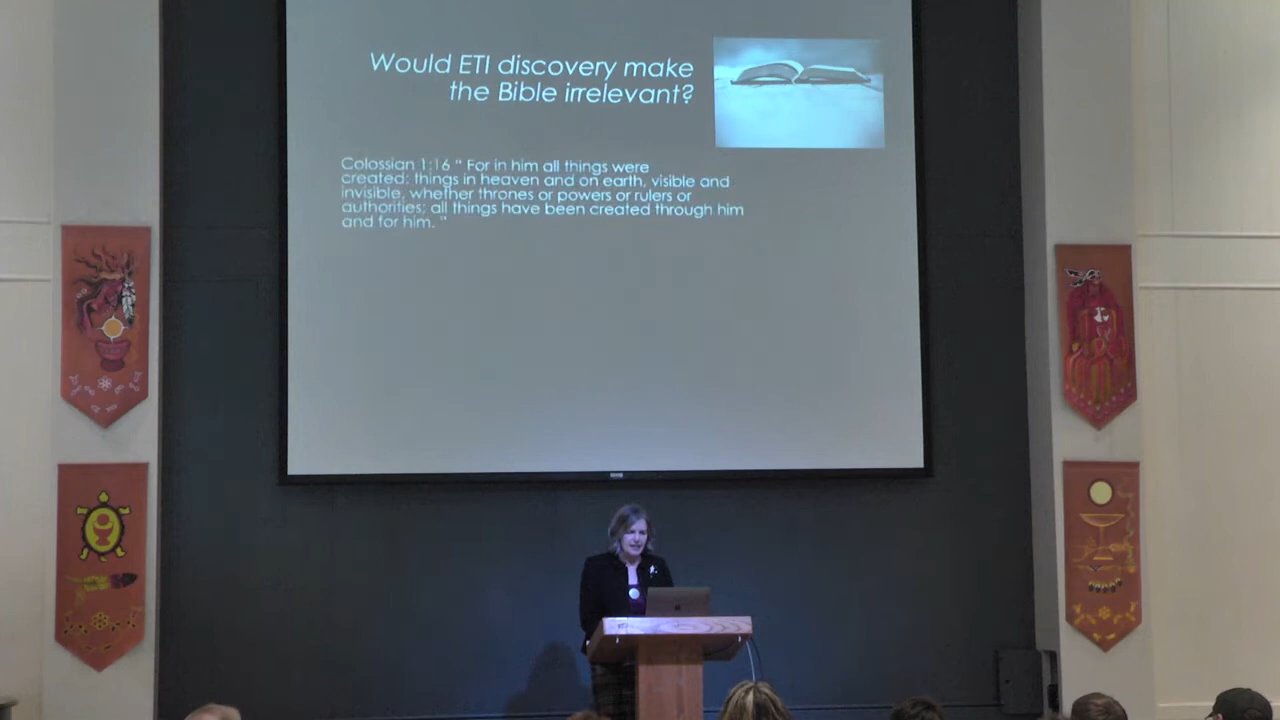 Would ETI discovery make
the Bible irrelevant?
Colossian 1:16 " For in him all things were
created: things in heaven and on earth, visible and
invisible, whether thrones or powers or rulers or
authorities; all things have been created through him
and for him. "